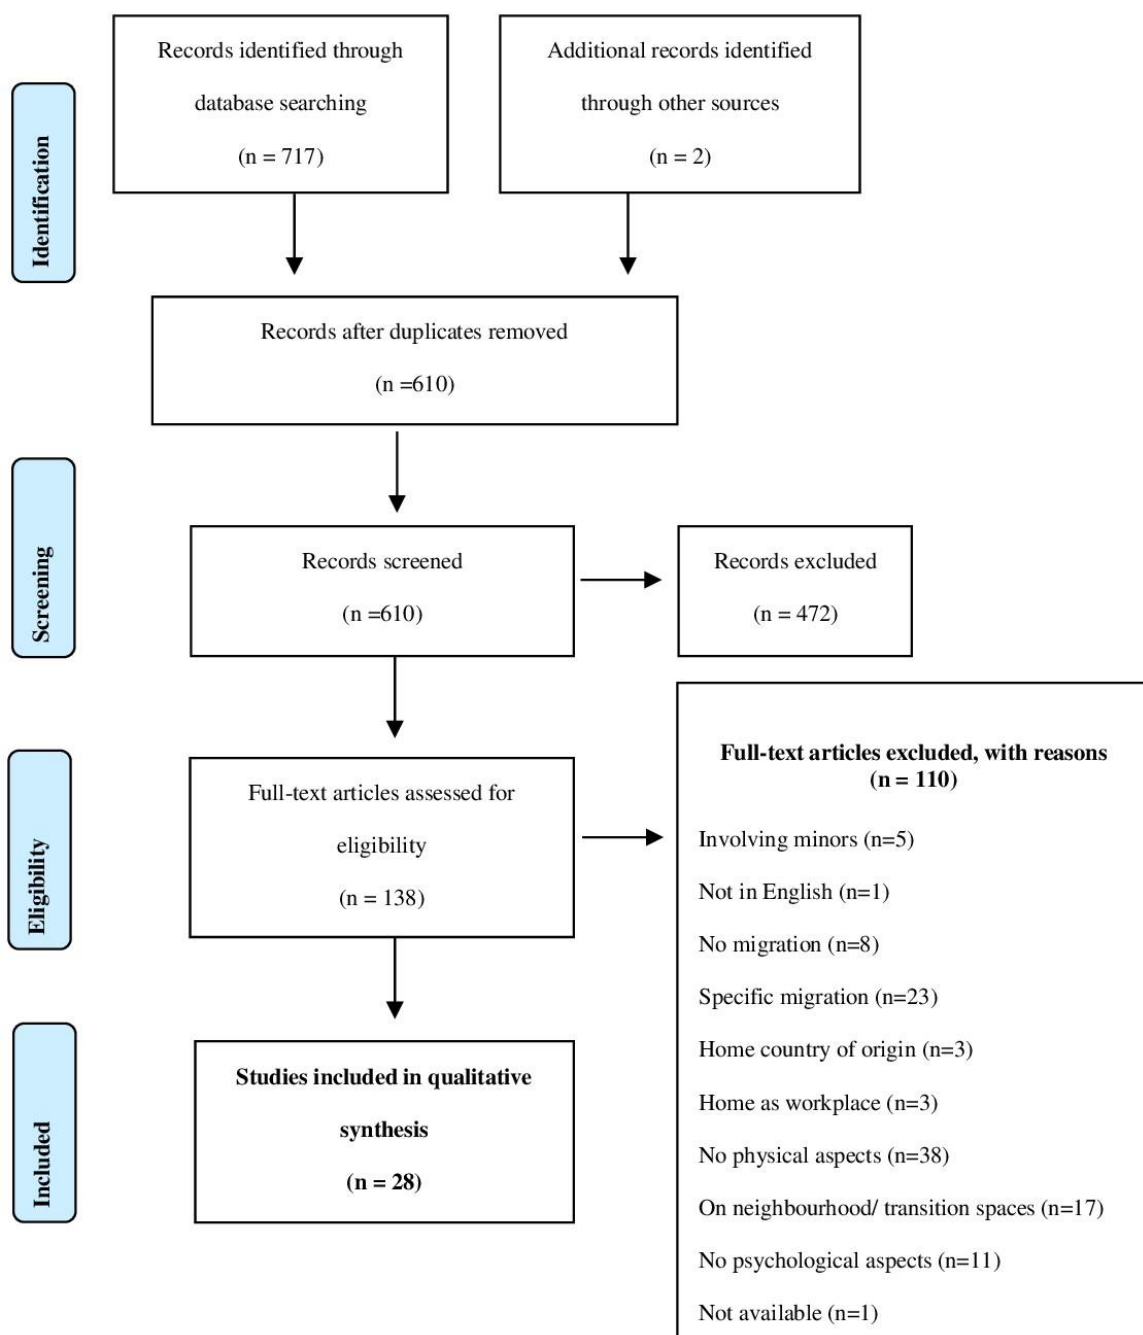 Records identified through
database searching
(n = 717)
Additional records identified
through other sources
(n = 2)
Identification
Records after duplicates removed
(n =610)
Screening
Records screened
(n =610)
Records excluded
(n = 472)
Eligibility
Full-text articles assessed for
eligibility
(n = 138)
Full-text articles excluded, with reasons
(n = 110)
Involving minors (n=5)
Not in English (n=1)
No migration (n=8)
Specific migration (n=23)
Home country of origin (n=3)
Home as workplace (n=3)
No physical aspects (n=38)
On neighbourhood/ transition spaces (n=17)
No psychological aspects (n=11)
Not available (n=1)
Included
Studies included in qualitative
synthesis
(n = 28)